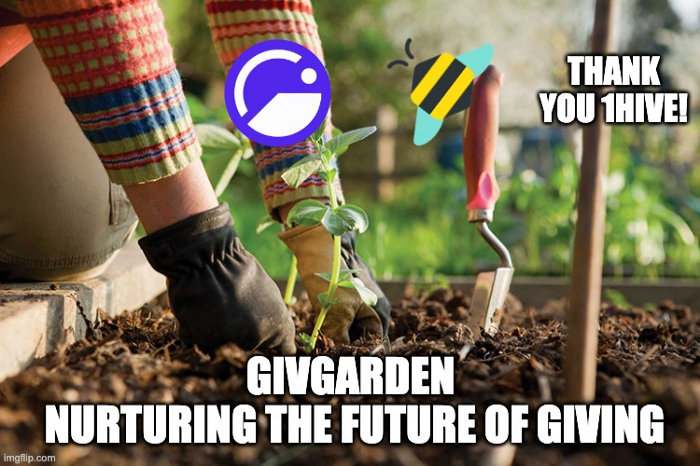 THANK
YOU 1HIVE!
GIVGARDEN
NURTURING THE FUTURE OF GIVING
imgflip.com